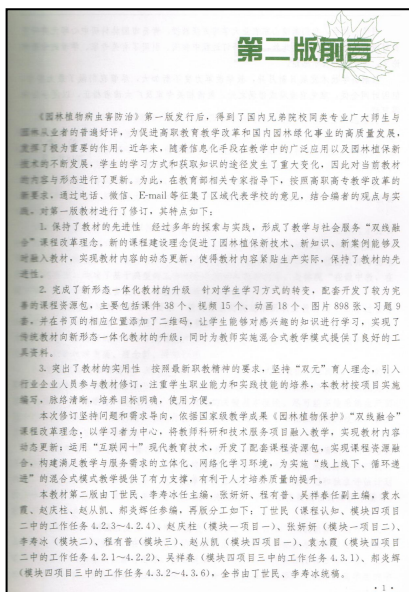 第二版前言
《园林植物病虫害防治》第一版发行后，得到了国内兄弟院校同类专业广大师生与
园林从业者的普遍好评，为促进高职教育教学改革和国内园林绿化事业的高质量发展，
发挥了极为重要的作用。近年来，随着信息化手段在教学中的广泛应用以及园林植保新
技术的不断发展，学生的学习方式和获取知识的途径发生了重大变化，因此对当前教材
的内容与形态进行了更新。为此，在教育部相关专家指导下，按照高职高专教学改革的
新要求，通过电话、微信、E-mail等征集了区域代表学校的意见，结合编者的观点与实
践，对第一版教材进行了修订，其特点如下：
1. 保持了教材的先进性 经过多年的探索与实践，形成了教学与社会服务“双线融
合”课程改革理念。新的课程建设理念促进了园林植保新技术、新知识、新案例能够及
时融入教材，实现教材内容的动态更新，使得教材内容紧贴生产实际，保持了教材的先
进性。
2. 完成了新形态一体化教材的升级 针对学生学习方式的转变，配套开发了较为完
善的课程资源包，主要包括课件38个、视频15个、动画18个、图片898张、习题9
套，并在书页的相应位置添加了二维码，让学生能够对感兴趣的知识进行学习，实现了
传统教材向新形态一体化教材的升级；同时为教师实施混合式教学模式提供了良好的工
具资料。
3. 突出了教材的实用性 按照最新职教精神的要求，坚持“双元”育人理念，引入
行业企业人员参与教材修订，注重学生职业能力和实践技能的培养，本教材按项目实施
编写，脉络清晰，培养目标明确，使用方便。
本次修订坚持问题和需求导向，依据国家级教学成果《园林植物保护》“双线融合”
课程改革理念，以学习者为中心，将教师科研和技术服务项目融入教学，实现教材内容
动态更新；运用“互联网十”现代教育技术，开发了配套课程资源包，实现课程资源融
合，构建满足教学与服务需求的立体化、网络化学习环境，为实施“线上线下、循环递
进”的混合式模式教学提供了有力支撑，有利于人才培养质量的提升。
本教材第二版由丁世民、李寿冰任主编，张妍妍、程有普、吴祥春任副主编，袁水
霞、赵庆柱、赵从凯、郝炎辉任参编，再版分工如下：丁世民（课程认知、模块四项目
二中的工作任务4.2.3～4.2.4）、赵庆柱（模块一项目一）、张妍妍（模块一项目二）、
李寿冰（模块二）、程有普（模块三）、赵从凯（模块四项目一）、袁水霞（模块四项目
二中的工作任务4.2.1～4.2.2）、吴祥春（模块四项目三中的工作任务4.3.1）、郝炎辉
（模块四项目三中的工作任务4.3.2～4.3.6），全书由丁世民、李寿冰统稿。
·1·